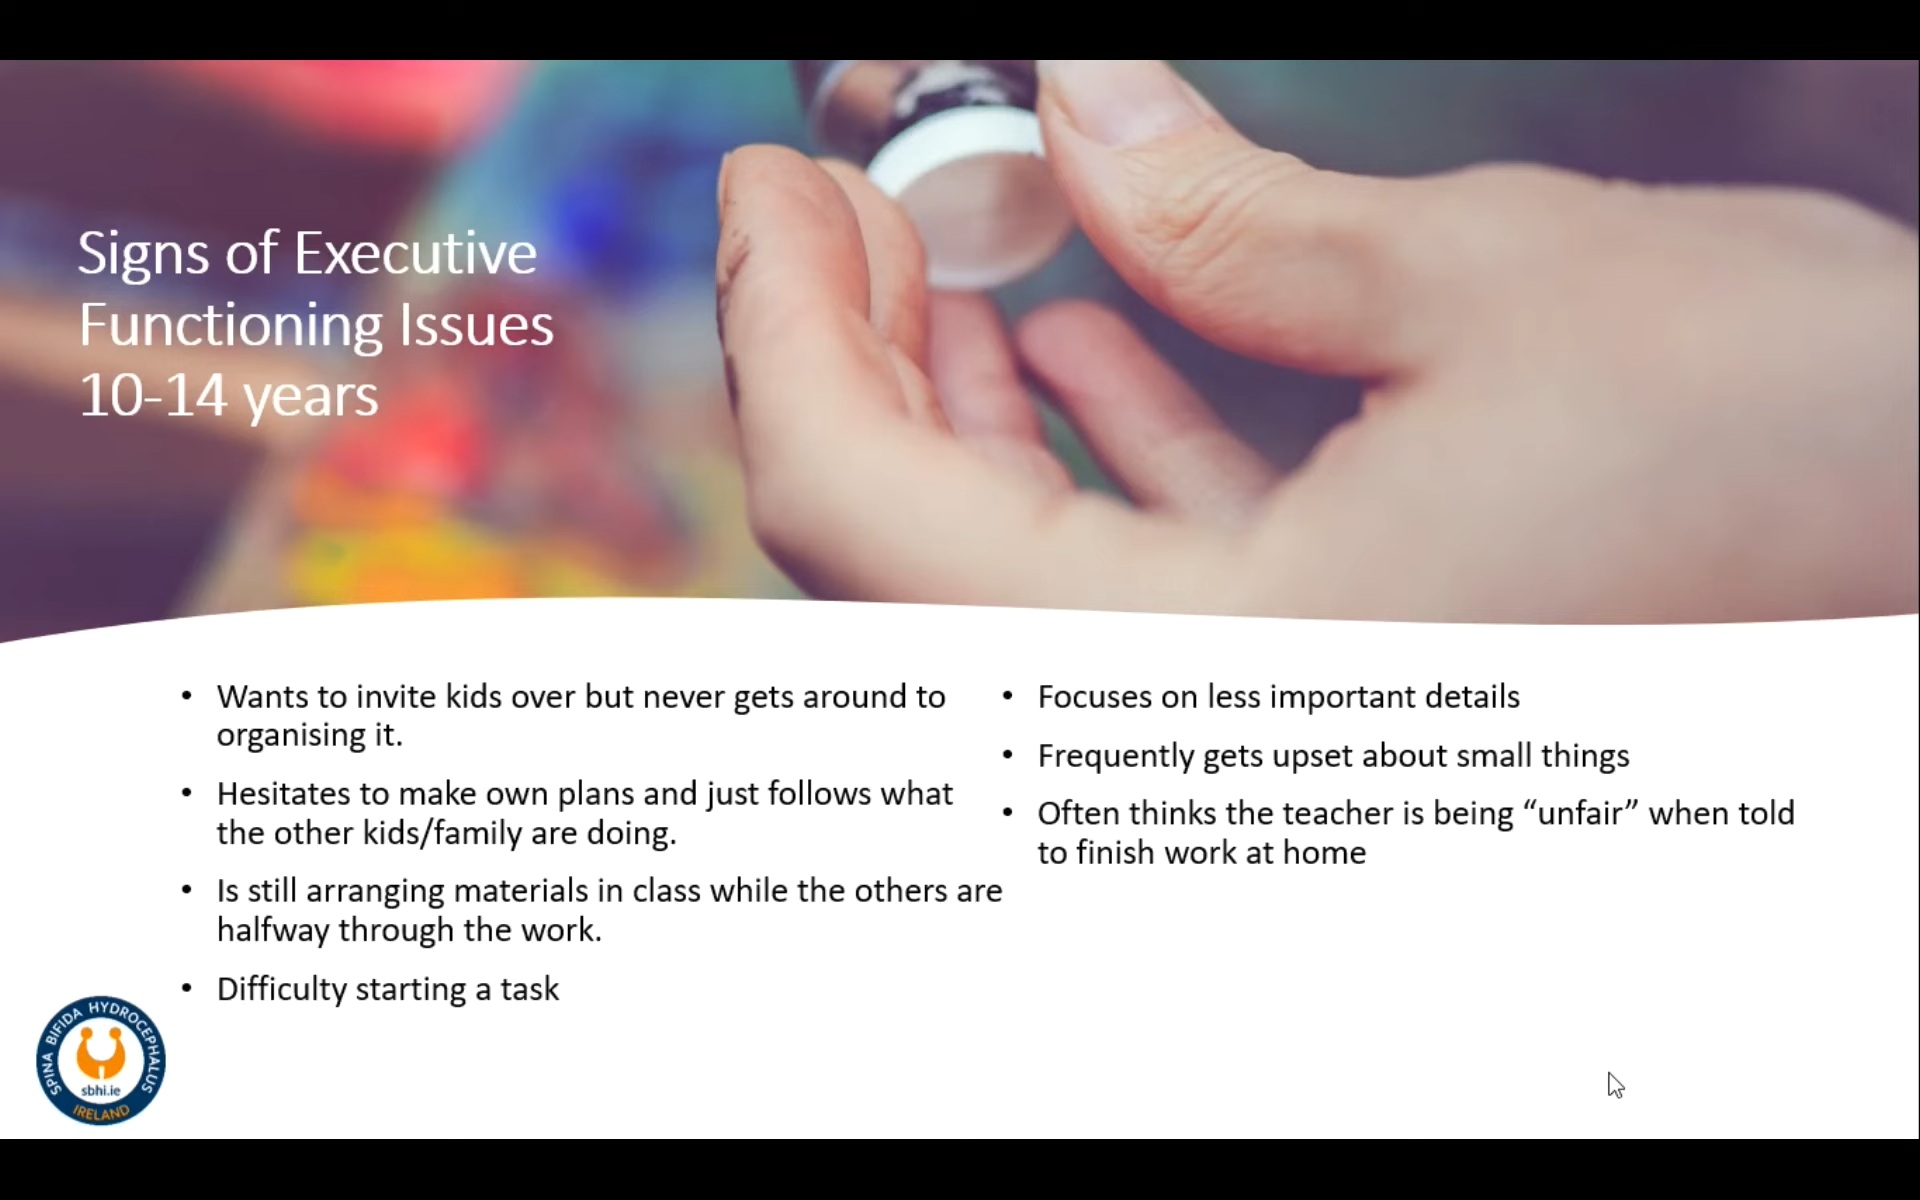 Signs of Executive
Functioning Issues
10-14 years
• Wants to invite kids over but never gets around to
organising it.
• Hesitates to make own plans and just follows what
the other kids/family are doing.
• Is still arranging materials in class while the others are
halfway through the work.
• Difficulty starting a task
• Focuses on less important details
• Frequently gets upset about small things
• Often thinks the teacher is being “unfair” when told
to finish work at home
SPINA BIFIDA HYDROCEPHALUS
sbhi.ie
IRELAND